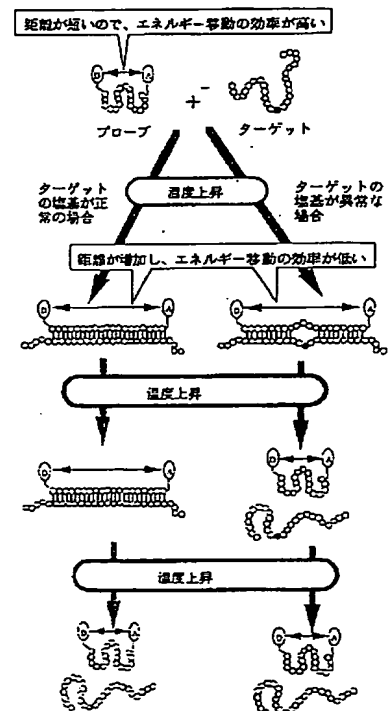 距離が短いので、エネルギー移動の効率が高い
D A
+ -
プローブ ターゲット
ターゲット
の塩基が正
常の場合
温度上昇
ターゲットの
塩基が異常な
場合
距離が増加し、エネルギー移動の効率が低い
D A D A
温度上昇
D A D A
温度上昇
D A D A